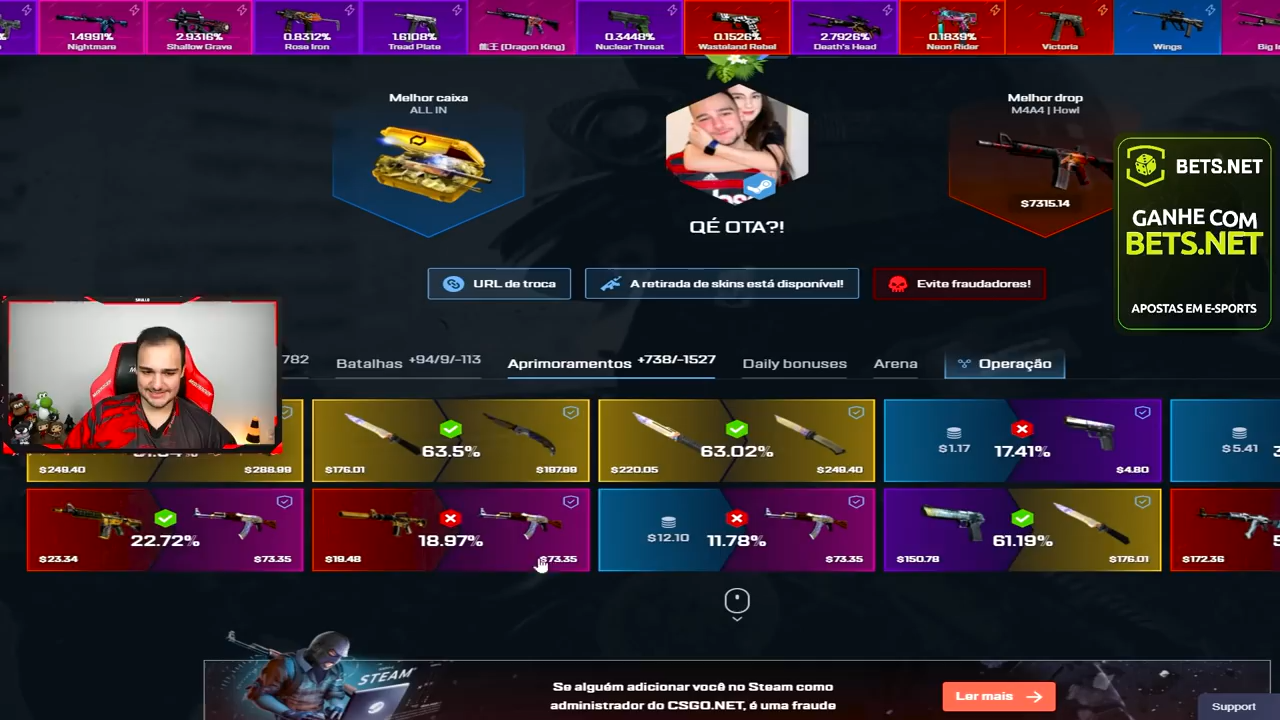 1.4991%
Nightmare
2.9316%
Shallow Grave
0.8312%
Rose Iron
1.6108%
Tread Plate
龍王 (Dragon King)
0.3448%
Nuclear Threat
0.1526%
Wasteland Rebel
2.7926%
Death's Head
0.1839%
Neon Rider
Victoria
Wings
Big
Melhor caixa
ALL IN
Melhor drop
M4A4 | Howl
$7315.14
QÉ OTA?!
BETS.NET
GANHE COM
BETS.NET
APOSTAS EM E-SPORTS
URL de troca
A retirada de skins está disponível!
Evite fraudadores!
782
Batalhas +94/9/-113
Aprimoramentos +738/-1527
Daily bonuses
Arena
Operação
$249.40
$288.99
63.5%
$176.01
$197.99
63.02%
$220.05
$249.40
$1.17
17.41%
$4.80
$5.41
22.72%
$23.34
$73.35
18.97%
$19.48
$73.35
$12.10
11.78%
$73.35
61.19%
$150.78
$176.01
$172.36
STEAM
Se alguém adicionar você no Steam como
administrador do CSGO.NET, é uma fraude
Ler mais
Support